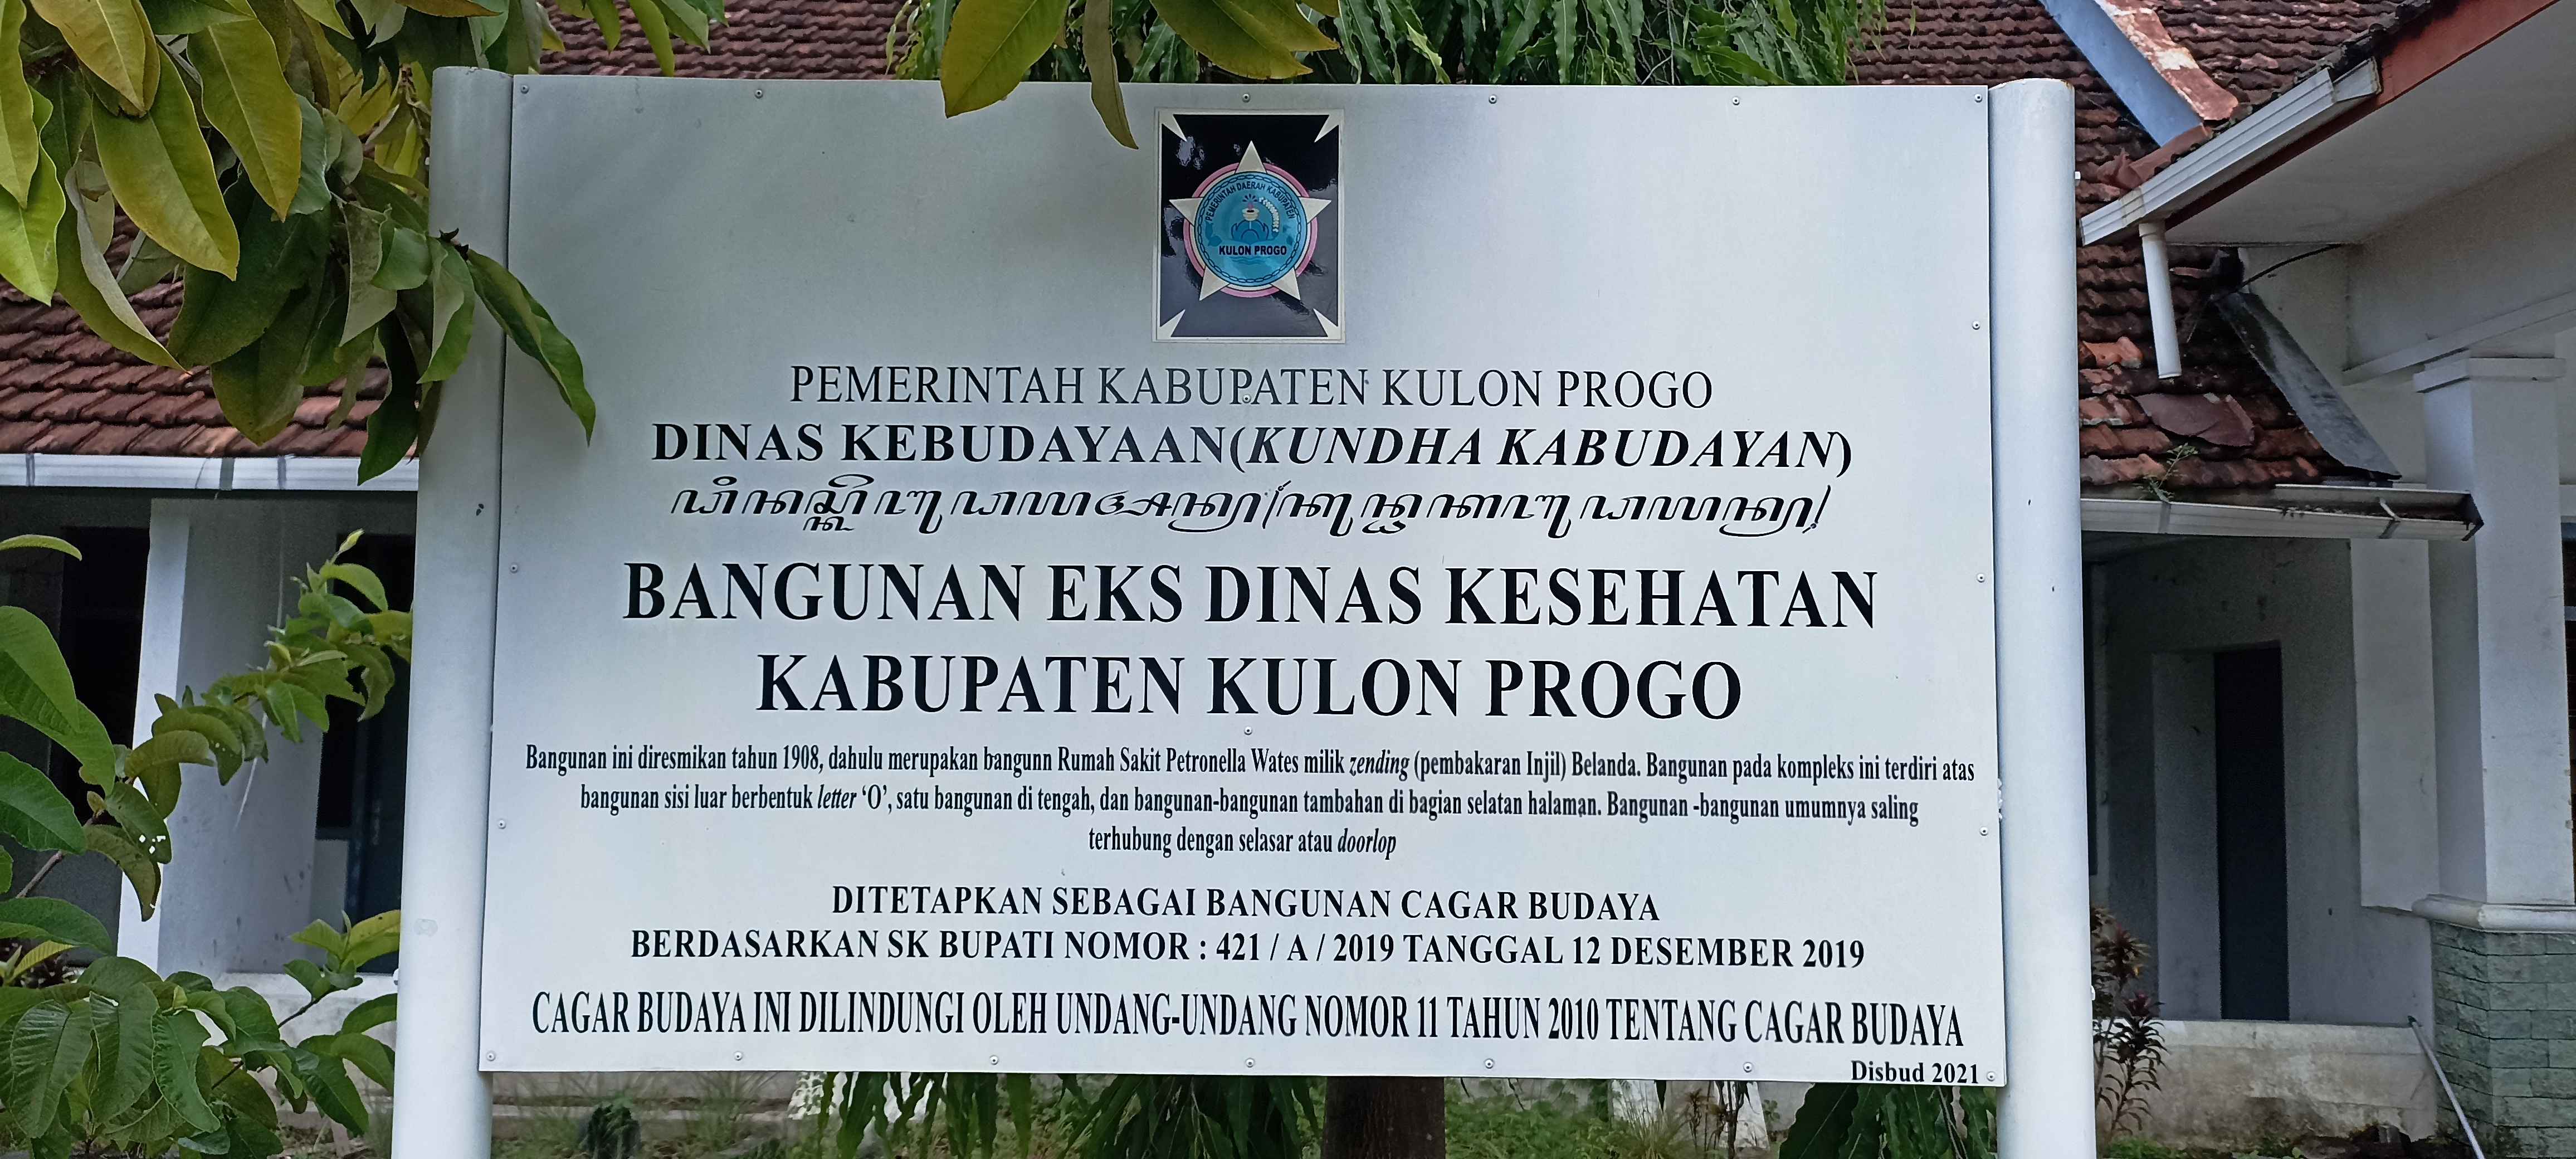 PEMERINTAH DAERAH KABUPATEN
KULON PROGO
PEMERINTAH KABUPATEN KULON PROGO
DINAS KEBUDAYAAN(KUNDHA KABUDAYAN)
BANGUNAN EKS DINAS KESEHATAN
KABUPATEN KULON PROGO
Bangunan ini diresmikan tahun 1908, dahulu merupakan bangunn Rumah Sakit Petronella Wates milik zending (pembakaran Injil) Belanda. Bangunan pada kompleks ini terdiri atas
bangunan sisi luar berbentuk letter ‘O’, satu bangunan di tengah, dan bangunan-bangunan tambahan di bagian selatan halaman. Bangunan -bangunan umumnya saling
terhubung dengan selasar atau doorlop
DITETAPKAN SEBAGAI BANGUNAN CAGAR BUDAYA
BERDASARKAN SK BUPATI NOMOR : 421 / A / 2019 TANGGAL 12 DESEMBER 2019
CAGAR BUDAYA INI DILINDUNGI OLEH UNDANG-UNDANG NOMOR 11 TAHUN 2010 TENTANG CAGAR BUDAYA
Disbud 2021